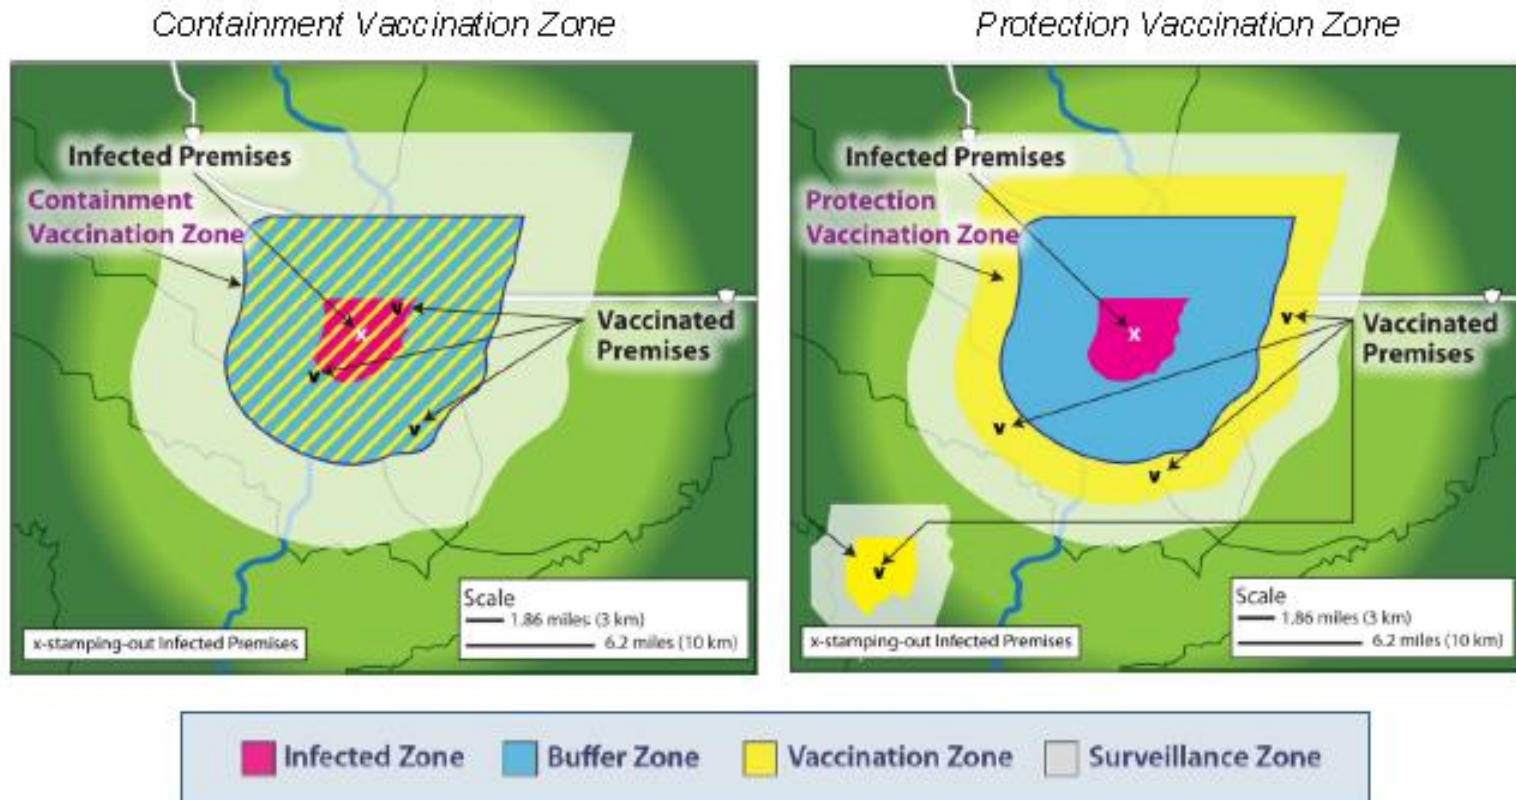 Containment Vaccination Zone
Infected Premises
Containment
Vaccination Zone
x
v
v
v
Vaccinated
Premises
Scale
1.86 miles (3 km)
6.2 miles (10 km)
x-stamping-out Infected Premises
Protection Vaccination Zone
Infected Premises
Protection
Vaccination Zone
x
v
v
v
v
Vaccinated
Premises
Scale
1.86 miles (3 km)
6.2 miles (10 km)
x-stamping-out Infected Premises
Infected Zone
Buffer Zone
Vaccination Zone
Surveillance Zone